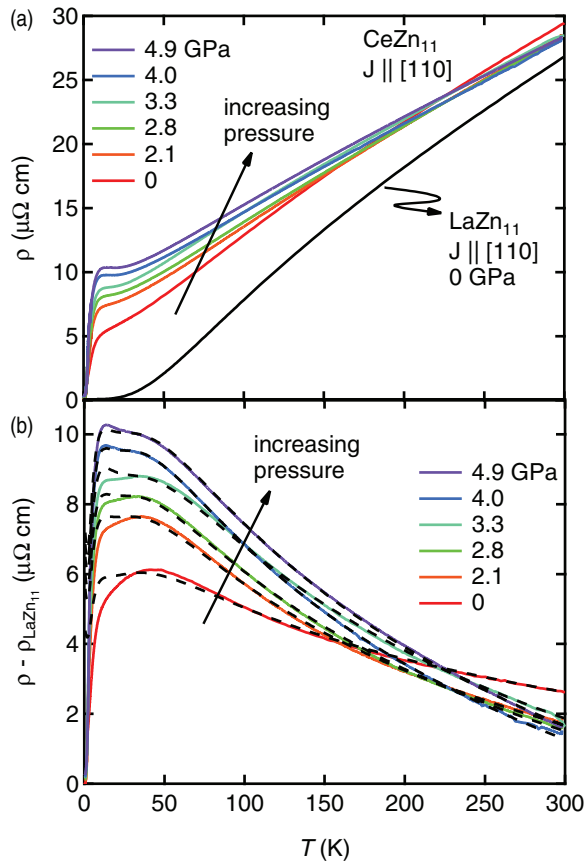 (a)
30
25
20
15
10
5
0
ρ (μΩ cm)
4.9 GPa
4.0
3.3
2.8
2.1
0
increasing
pressure
CeZn11
J || [110]
LaZn11
J || [110]
0 GPa
(b)
10
8
6
4
2
0
ρ - ρLaZn11 (μΩ cm)
increasing
pressure
4.9 GPa
4.0
3.3
2.8
2.1
0
0
50
100
150
200
250
300
T (K)